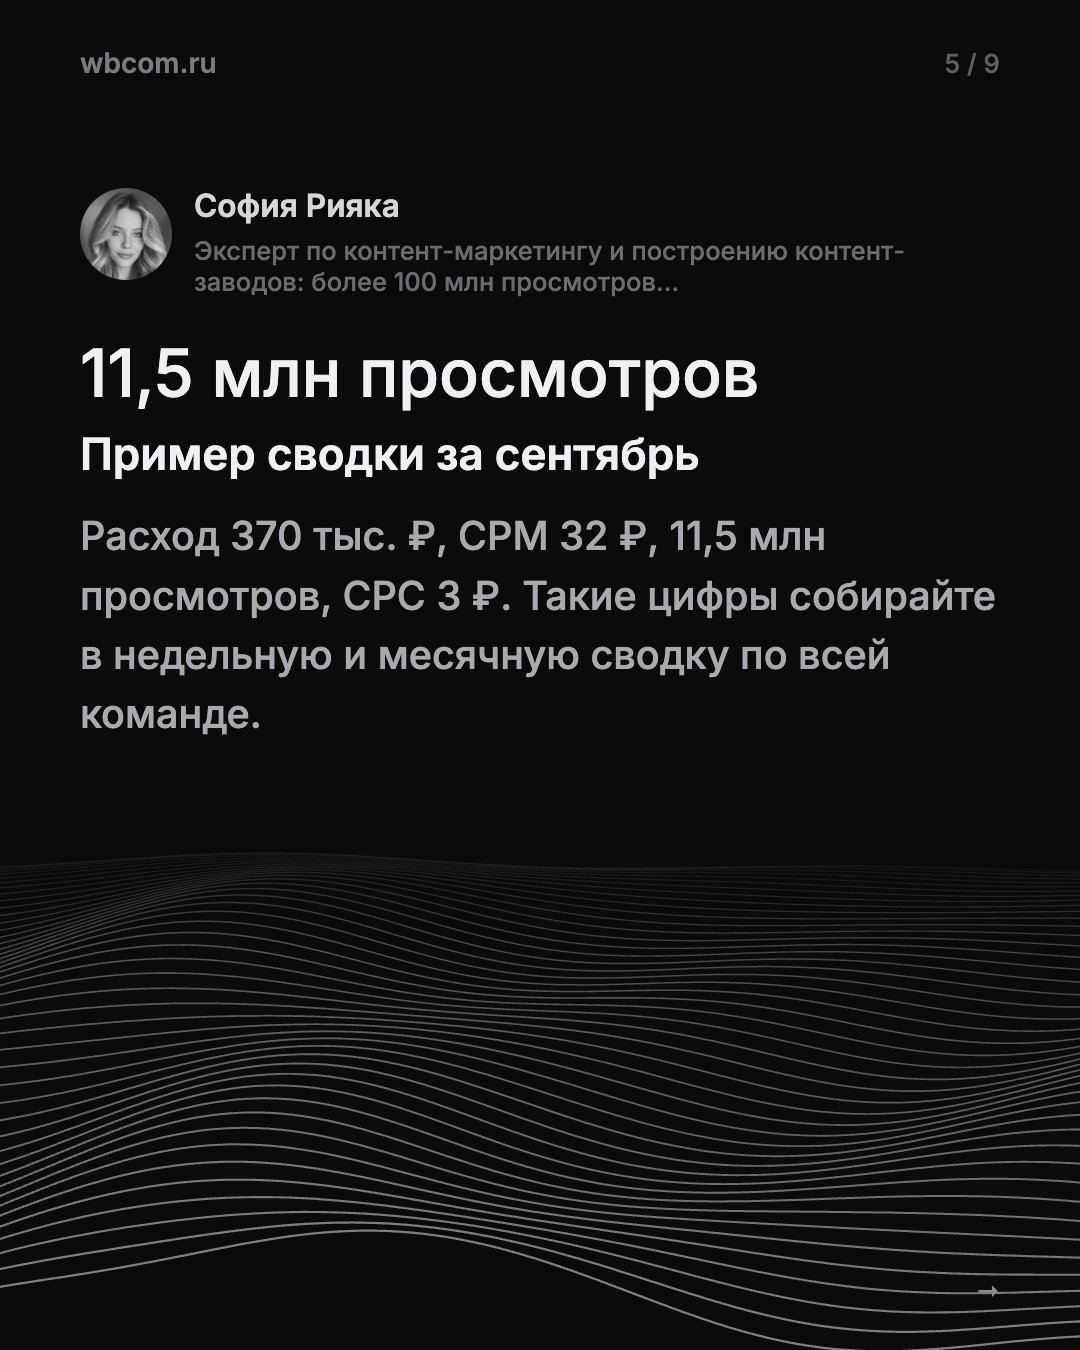 wbcom.ru
5 / 9
София Рияка
Эксперт по контент-маркетингу и построению контент-
заводов: более 100 млн просмотров...
11,5 млн просмотров
Пример сводки за сентябрь
Расход 370 тыс. ₽, CPM 32 ₽, 11,5 млн
просмотров, CPC 3 ₽. Такие цифры собирайте
в недельную и месячную сводку по всей
команде.
→